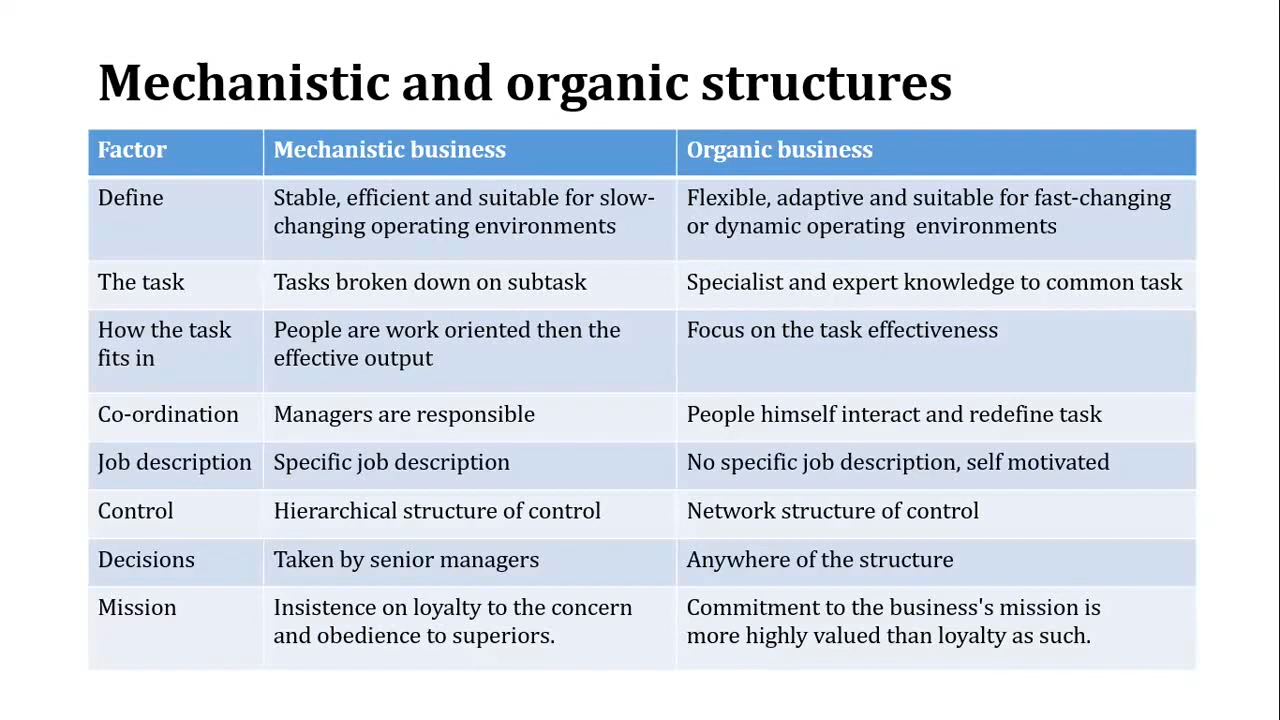 Mechanistic and organic structures
Factor
Mechanistic business
Organic business
Define
Stable, efficient and suitable for slow-
changing operating environments
Flexible, adaptive and suitable for fast-changing
or dynamic operating  environments
The task
Tasks broken down on subtask
Specialist and expert knowledge to common task
How the task
fits in
People are work oriented then the
effective output
Focus on the task effectiveness
Co-ordination
Managers are responsible
People himself interact and redefine task
Job description
Specific job description
No specific job description, self motivated
Control
Hierarchical structure of control
Network structure of control
Decisions
Taken by senior managers
Anywhere of the structure
Mission
Insistence on loyalty to the concern
and obedience to superiors.
Commitment to the business's mission is
more highly valued than loyalty as such.